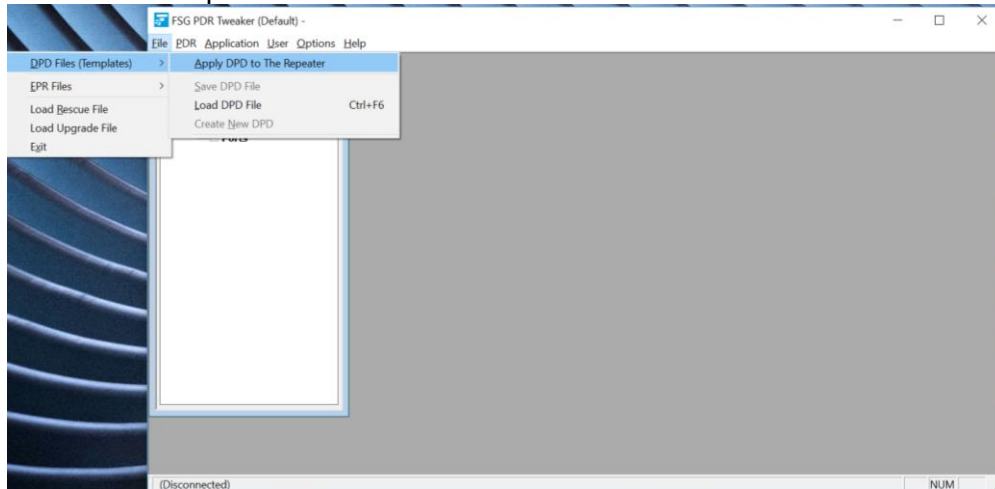 FSG PDR Tweaker (Default) -
File PDR Application User Options Help
DPD Files (Templates) >
EPR Files >
Load Rescue File
Load Upgrade File
Exit
Apply DPD to The Repeater
Save DPD File
Load DPD File Ctrl+F6
Create New DPD
Ports
(Disconnected) NUM